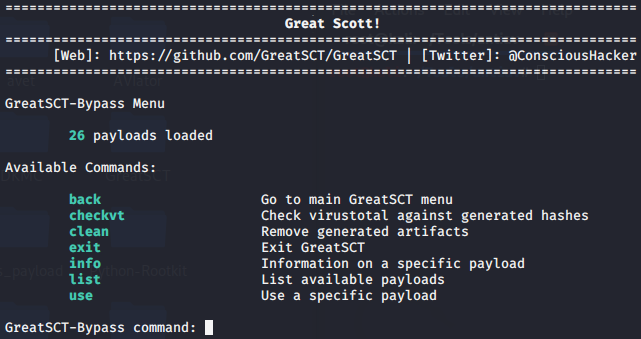 ===============================================================================
Great Scott!
===============================================================================
[Web]: https://github.com/GreatSCT/GreatSCT | [Twitter]: @ConsciousHacker
===============================================================================
GreatSCT-Bypass Menu
26 payloads loaded
Available Commands:
back Go to main GreatSCT menu
checkvt Check virustotal against generated hashes
clean Remove generated artifacts
exit Exit GreatSCT
info Information on a specific payload
list List available payloads
use Use a specific payload
GreatSCT-Bypass command: